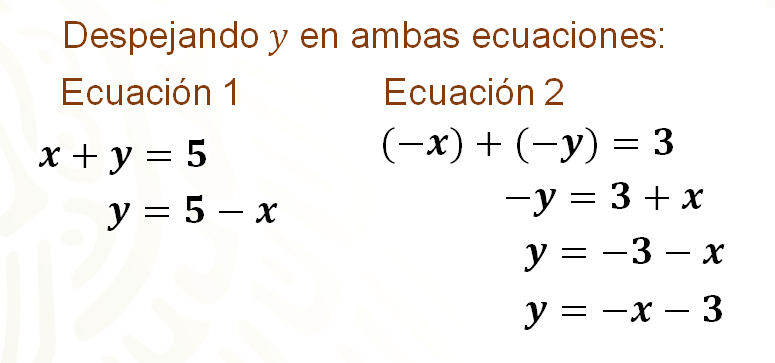 Despejando y en ambas ecuaciones:
Ecuación 1
x + y = 5
y = 5 − x
Ecuación 2
(−x) + (−y) = 3
−y = 3 + x
y = −3 − x
y = −x − 3